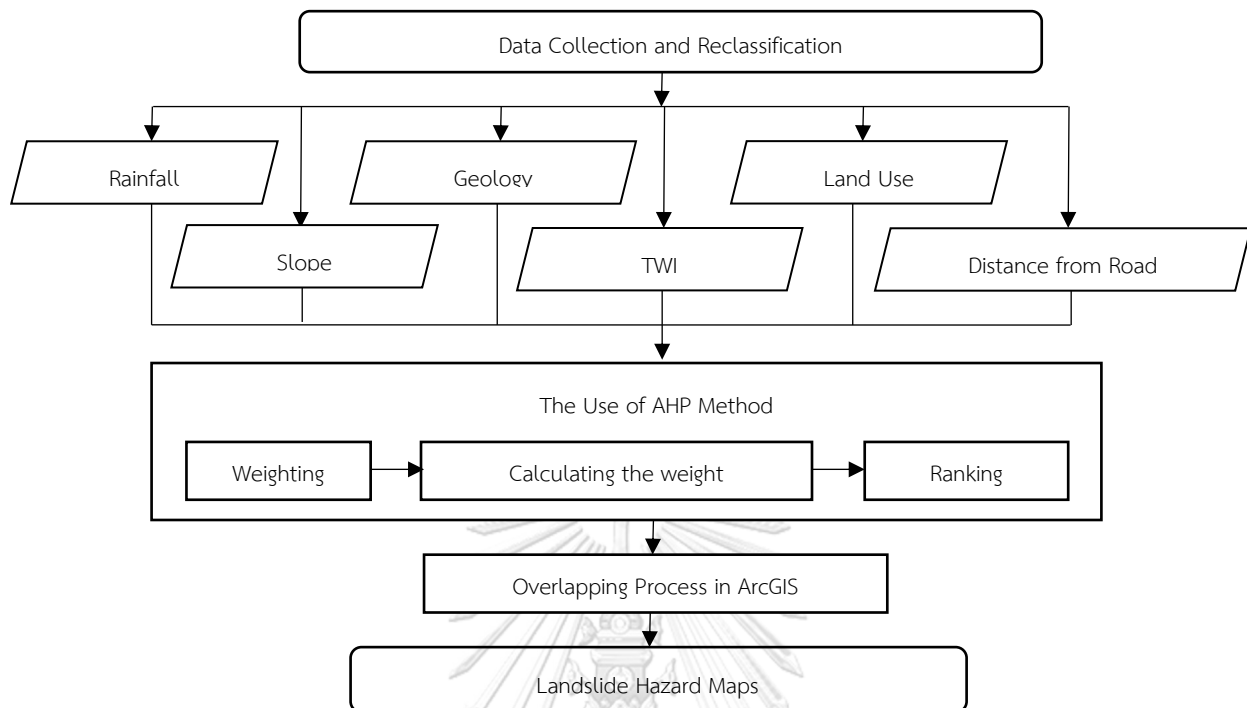 Data Collection and Reclassification
Rainfall
Geology
Land Use
Slope
TWI
Distance from Road
The Use of AHP Method
Weighting
Calculating the weight
Ranking
Overlapping Process in ArcGIS
Landslide Hazard Maps